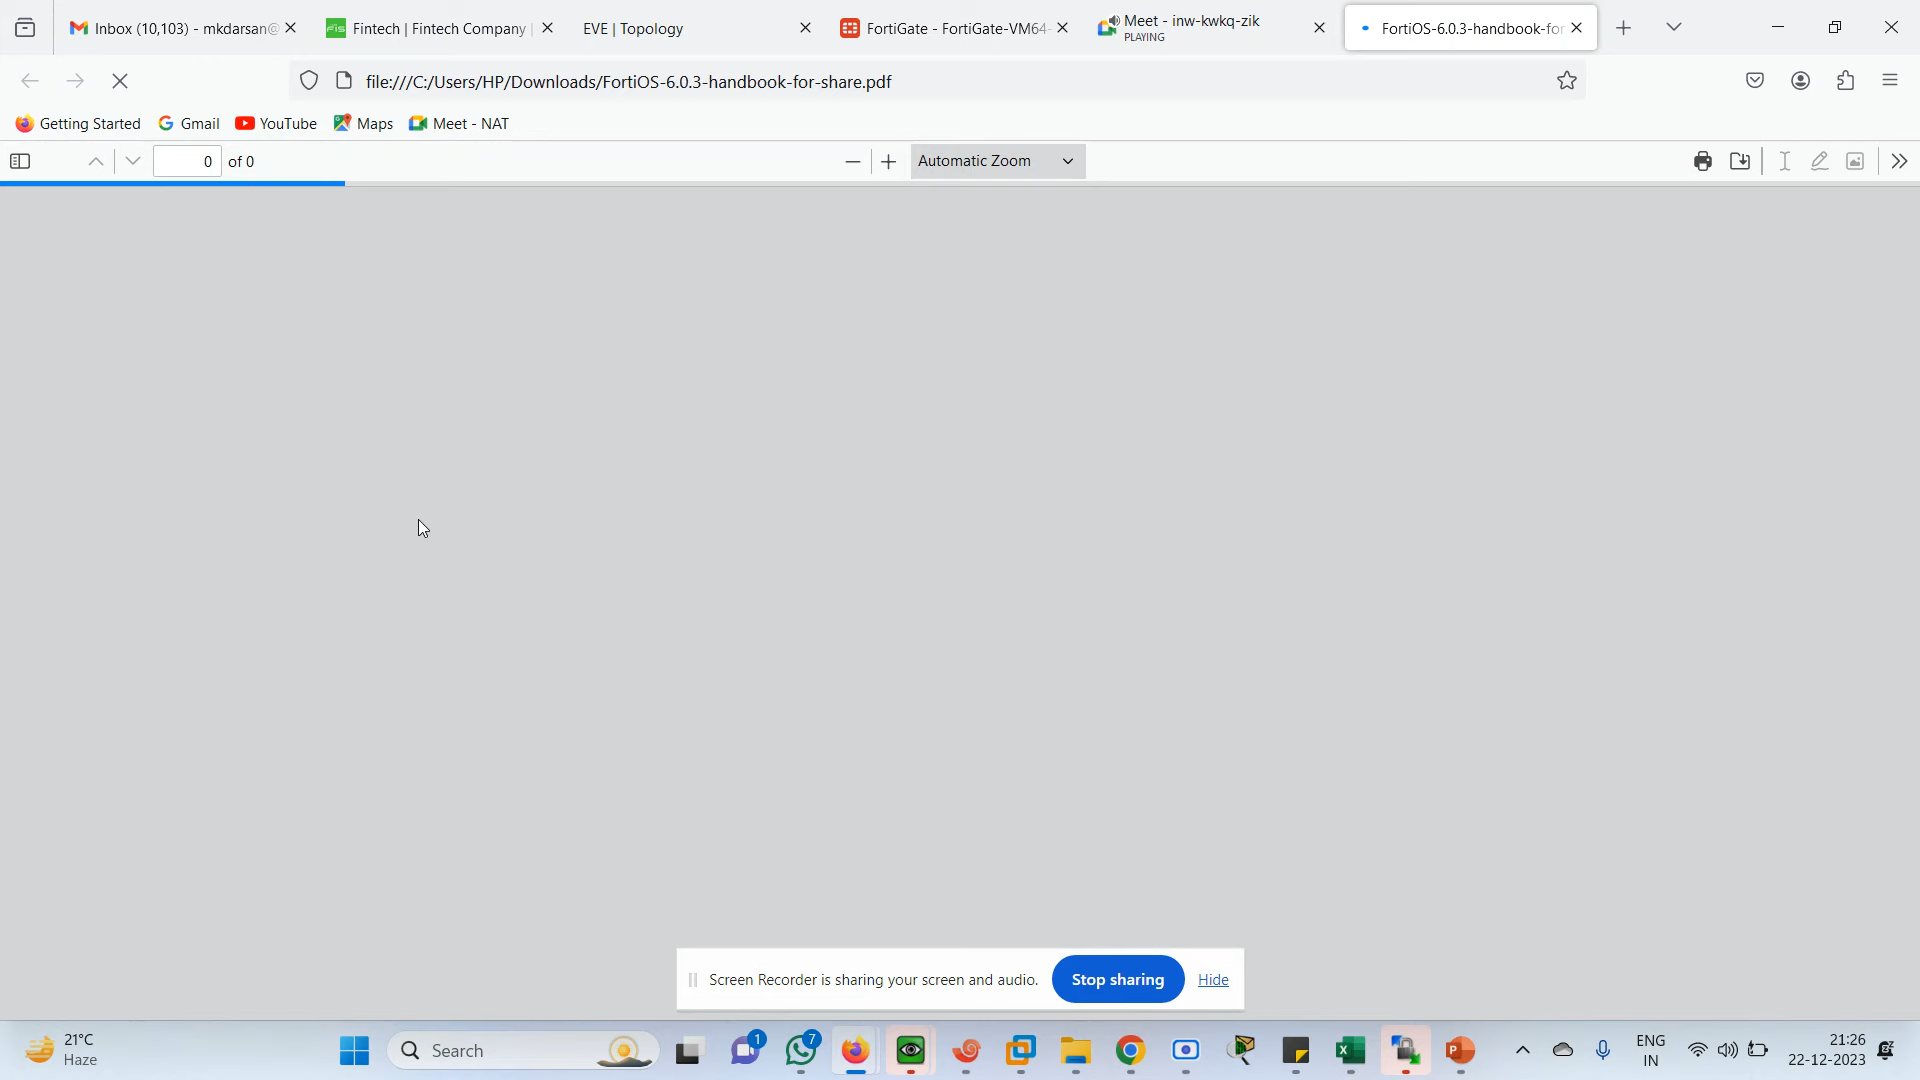 Inbox (10,103) - mkdarsan@
Fintech | Fintech Company |
EVE | Topology
FortiGate - FortiGate-VM64-
Meet - inw-kwkq-zik
PLAYING
FortiOS-6.0.3-handbook-for
file:///C:/Users/HP/Downloads/FortiOS-6.0.3-handbook-for-share.pdf
Getting Started
Gmail
YouTube
Maps
Meet - NAT
0 of 0
Automatic Zoom
Screen Recorder is sharing your screen and audio.
Stop sharing
Hide
21°C
Haze
Search
1
7
ENG
IN
21:26
22-12-2023